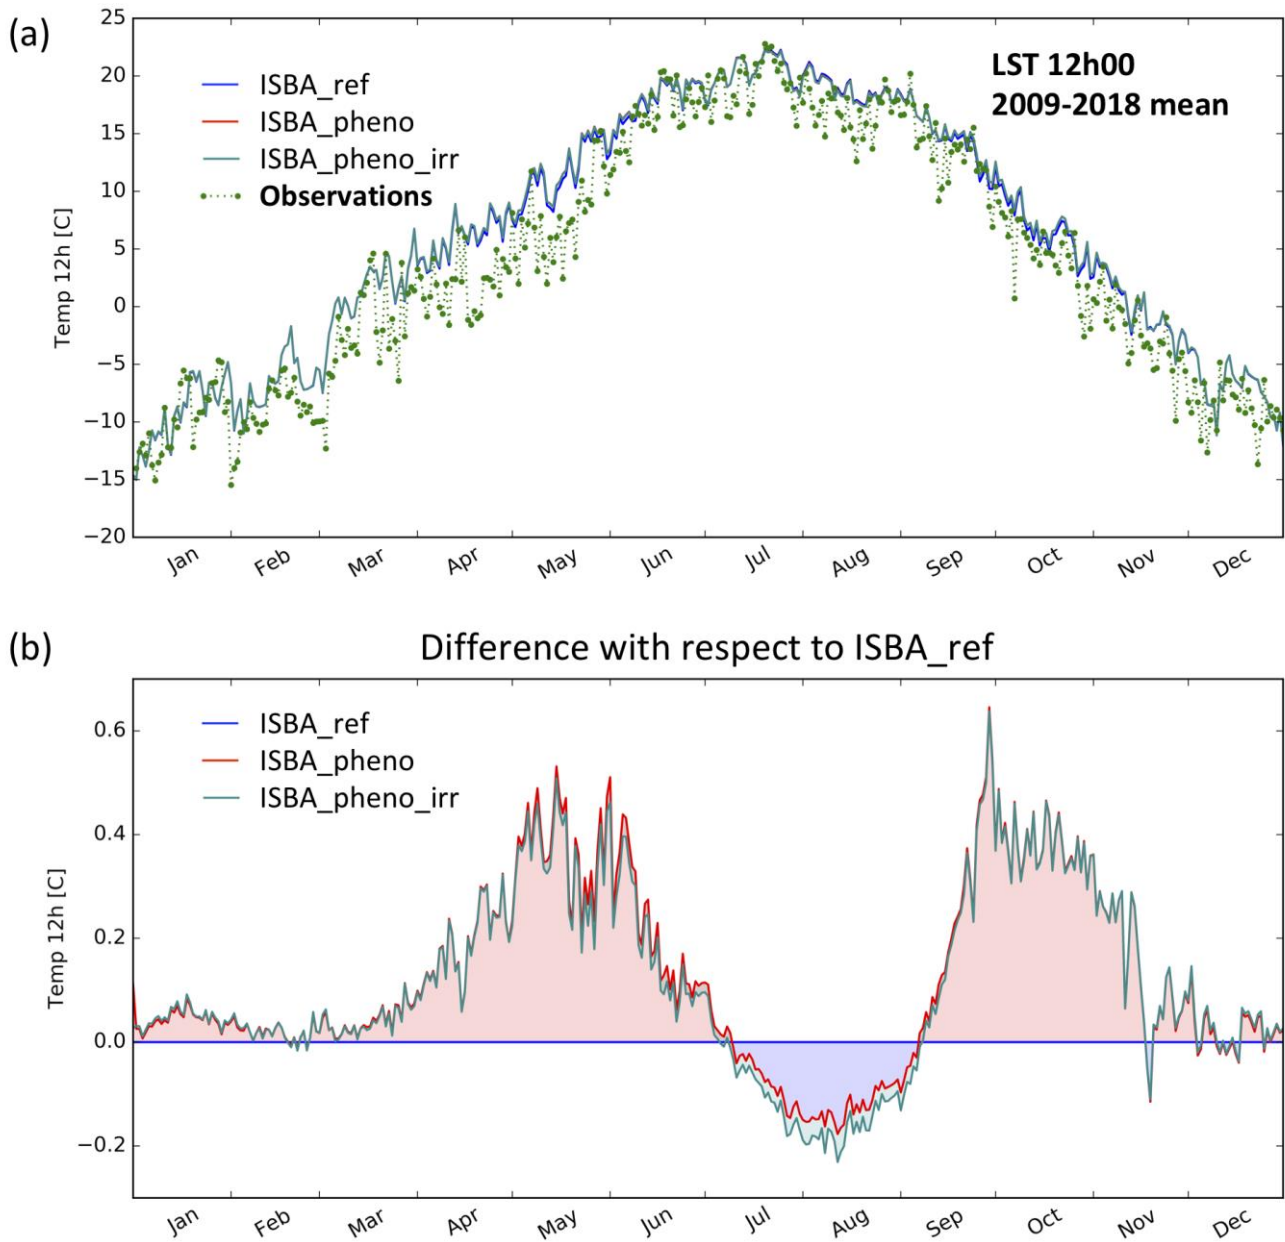 (a)
25
20
15
10
5
0
−5
−10
−15
−20
Temp 12h [C]
ISBA_ref
ISBA_pheno
ISBA_pheno_irr
Observations
LST 12h00
2009-2018 mean
Jan Feb Mar Apr May Jun Jul Aug Sep Oct Nov Dec
(b)
Difference with respect to ISBA_ref
0.6
0.4
0.2
0.0
−0.2
Temp 12h [C]
ISBA_ref
ISBA_pheno
ISBA_pheno_irr
Jan Feb Mar Apr May Jun Jul Aug Sep Oct Nov Dec